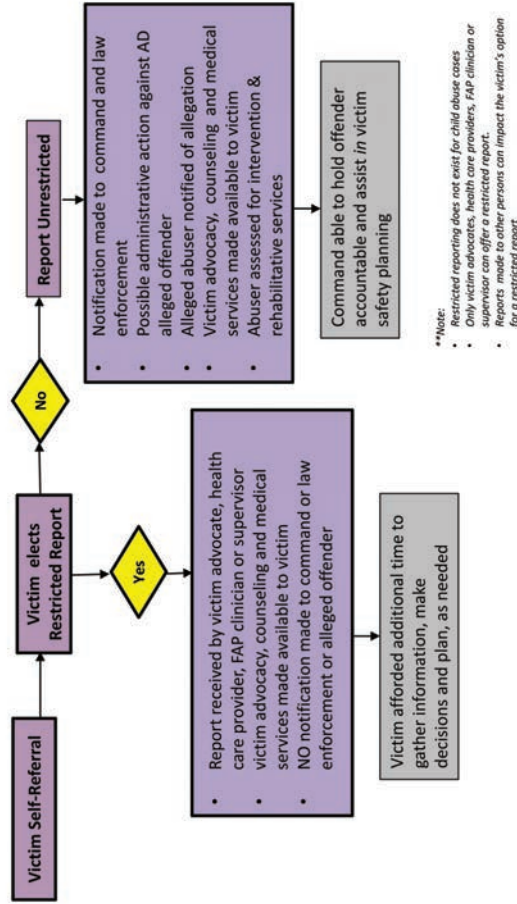 Victim Self-Referral
Victim elects
Restricted Report
No
Report Unrestricted
Yes
• Report received by victim advocate, health
care provider, FAP clinician or supervisor
• victim advocacy, counseling and medical
services made available to victim
• NO notification made to command or law
enforcement or alleged offender
Victim afforded additional time to
gather information, make
decisions and plan, as needed
• Notification made to command and law
enforcement
• Possible administrative action against AD
alleged offender
• Alleged abuser notified of allegation
• Victim advocacy, counseling and medical
services made available to victim
• Abuser assessed for intervention &
rehabilitative services
Command able to hold offender
accountable and assist in victim
safety planning
**Note:
• Restricted reporting does not exist for child abuse cases
• Only victim advocates, health care providers, FAP clinician or
supervisor can offer a restricted report.
• Reports made to other persons can impact the victim's option
for a restricted report